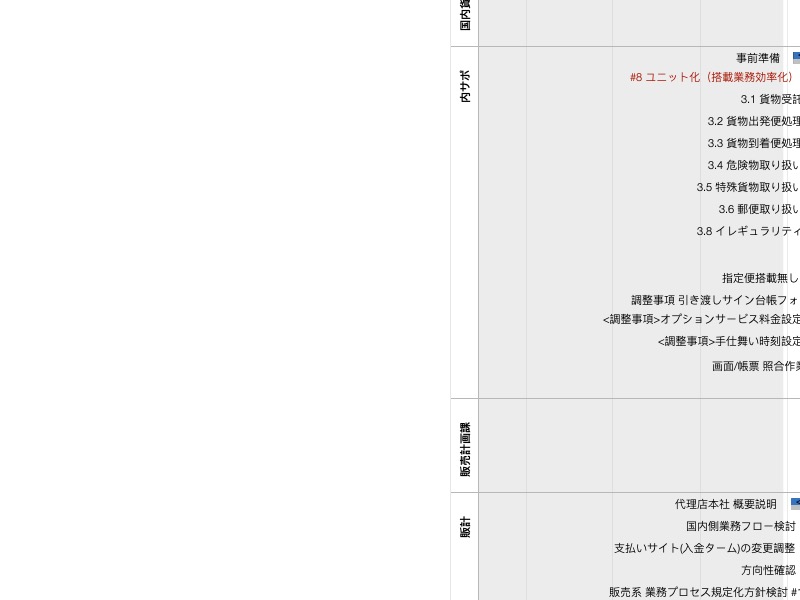 国内貨
内サポ
事前準備
#8 ユニット化（搭載業務効率化）
3.1 貨物受託
3.2 貨物出発便処理
3.3 貨物到着便処理
3.4 危険物取り扱い
3.5 特殊貨物取り扱い
3.6 郵便取り扱い
3.8 イレギュラリティ
指定便搭載無し
調整事項 引き渡しサイン台帳フォ
<調整事項>オプションサービス料金設定
<調整事項>手仕舞い時刻設定
画面/帳票 照合作業
販売計画課
販計
代理店本社 概要説明
国内側業務フロー検討
支払いサイト(入金ターム)の変更調整
方向性確認
販売系 業務プロセス規定化方針検討 #1